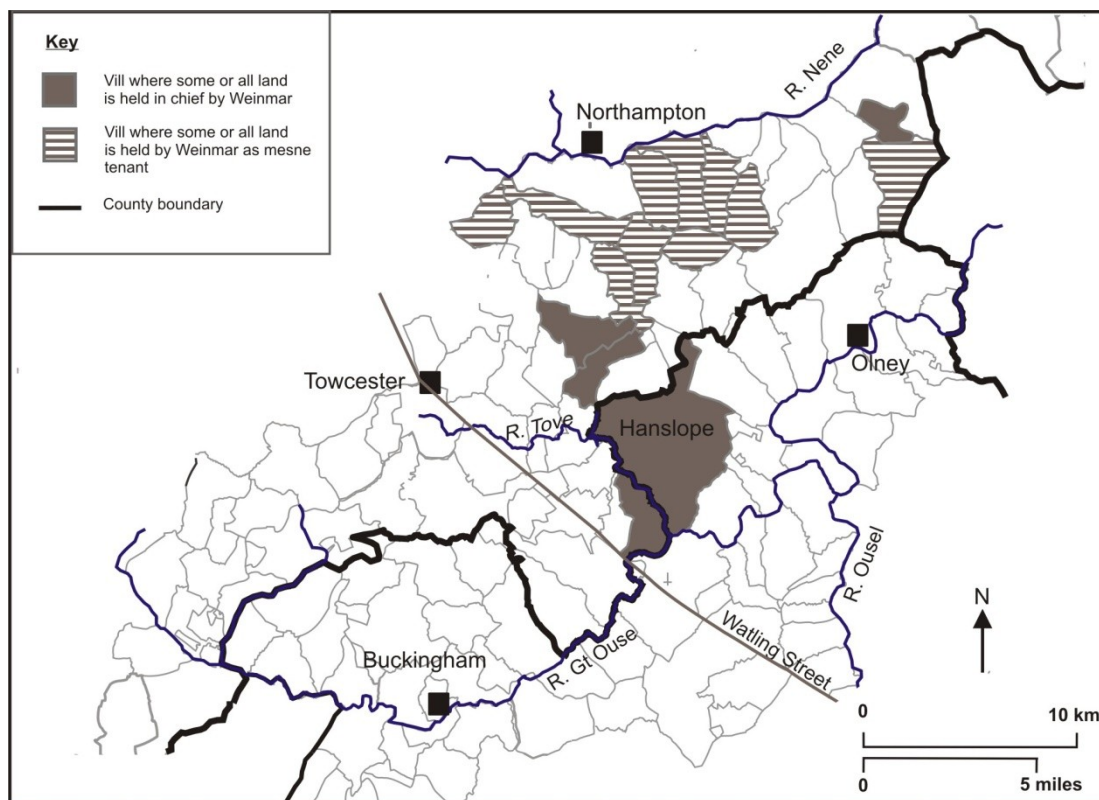 Key
Vill where some or all land
is held in chief by Weinmar
Vill where some or all land
is held by Weinmar as mesne
tenant
County boundary
R. Nene
Northampton
Olney
Towcester
R. Tove
Hanslope
R. Ousel
N
Watling Street
Buckingham
R. Gt Ouse
0
10 km
0
5 miles